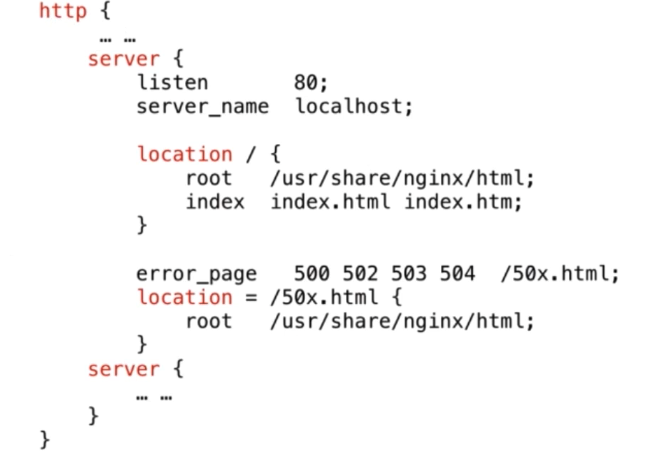 http {
… …
server {
listen 80;
server_name localhost;
location / {
root /usr/share/nginx/html;
index index.html index.htm;
}
error_page 500 502 503 504 /50x.html;
location = /50x.html {
root /usr/share/nginx/html;
}
server {
… …
}
}